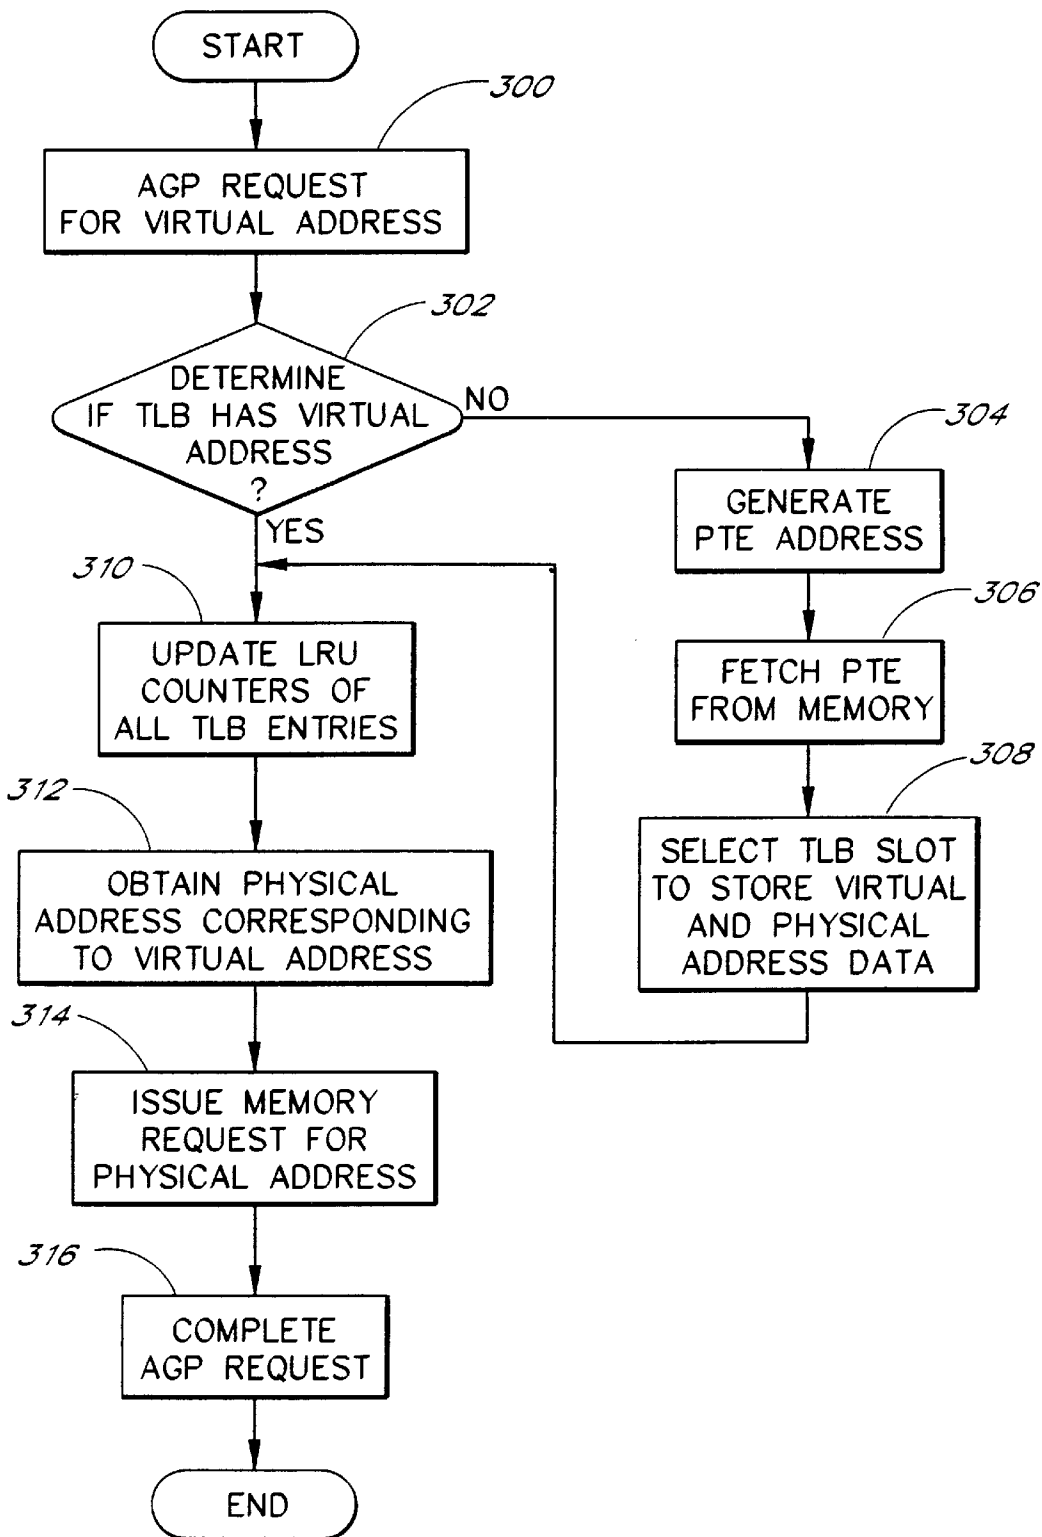 START
300
AGP REQUEST
FOR VIRTUAL ADDRESS
302
DETERMINE
IF TLB HAS VIRTUAL
ADDRESS
?
NO
YES
304
GENERATE
PTE ADDRESS
306
FETCH PTE
FROM MEMORY
308
SELECT TLB SLOT
TO STORE VIRTUAL
AND PHYSICAL
ADDRESS DATA
310
UPDATE LRU
COUNTERS OF
ALL TLB ENTRIES
312
OBTAIN PHYSICAL
ADDRESS CORRESPONDING
TO VIRTUAL ADDRESS
314
ISSUE MEMORY
REQUEST FOR
PHYSICAL ADDRESS
316
COMPLETE
AGP REQUEST
END